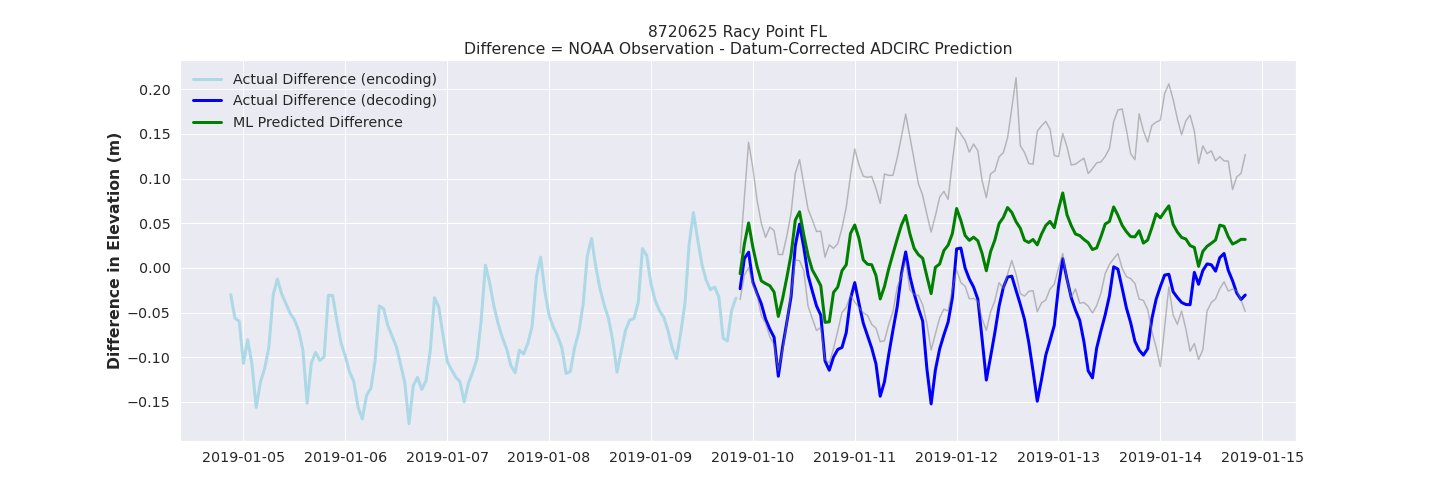 8720625 Racy Point FL
Difference = NOAA Observation - Datum-Corrected ADCIRC Prediction
Actual Difference (encoding)
Actual Difference (decoding)
ML Predicted Difference
Difference in Elevation (m)
0.20
0.15
0.10
0.05
0.00
−0.05
−0.10
−0.15
2019-01-05 2019-01-06 2019-01-07 2019-01-08 2019-01-09 2019-01-10 2019-01-11 2019-01-12 2019-01-13 2019-01-14 2019-01-15